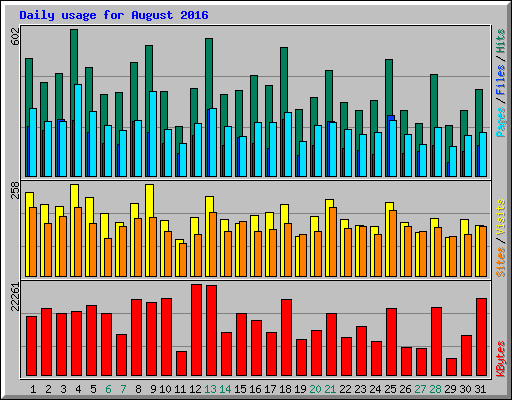 Daily usage for August 2016
602
258
22261
Pages / Files / Hits
Sites / Visits
KBytes
1 2 3 4 5 6 7 8 9 10 11 12 13 14 15 16 17 18 19 20 21 22 23 24 25 26 27 28 29 30 31